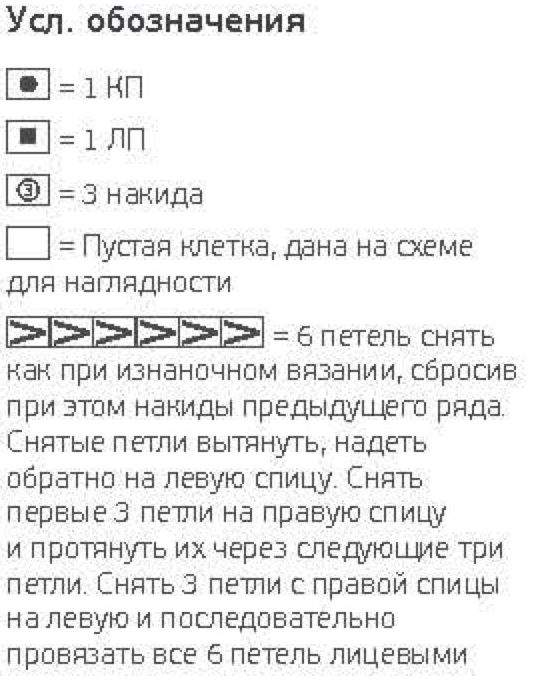 Усл. обозначения
= 1 КП
= 1 ЛП
③ = 3 накида
= Пустая клетка, дана на схеме
для наглядности
= 6 петель снять
как при изнаночном вязании, сбросив
при этом накиды предыдущего ряда.
Снятые петли вытянуть, надеть
обратно на левую спицу. Снять
первые 3 петли на правую спицу
и протянуть их через следующие три
петли. Снять 3 петли с правой спицы
на левую и последовательно
провязать все 6 петель лицевыми